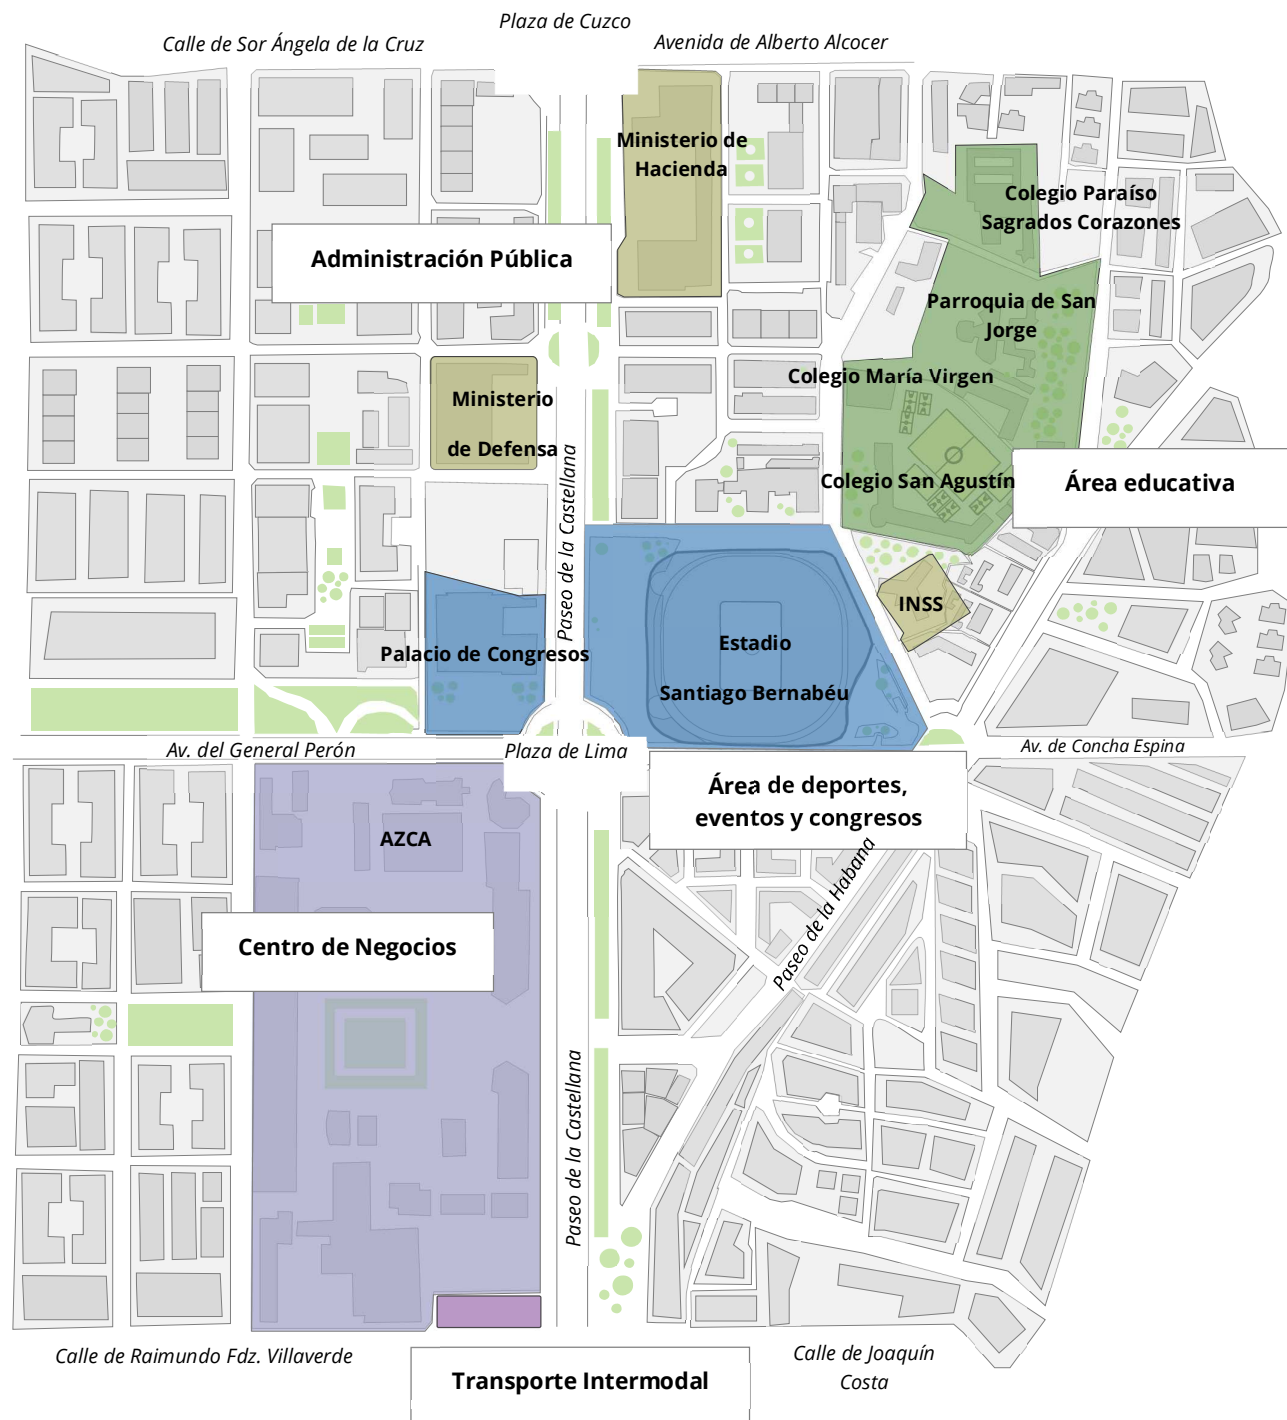 Plaza de Cuzco
Calle de Sor Ángela de la Cruz
Avenida de Alberto Alcocer
Ministerio de
Hacienda
Colegio Paraíso
Sagrados Corazones
Administración Pública
Parroquia de San
Jorge
Colegio María Virgen
Ministerio
de Defensa
Paseo de la Castellana
Colegio San Agustín
Área educativa
INSS
Palacio de Congresos
Estadio
Santiago Bernabéu
Av. del General Perón
Plaza de Lima
Av. de Concha Espina
Área de deportes,
eventos y congresos
AZCA
Paseo de la Habana
Centro de Negocios
Paseo de la Castellana
Calle de Raimundo Fdz. Villaverde
Calle de Joaquín
Costa
Transporte Intermodal